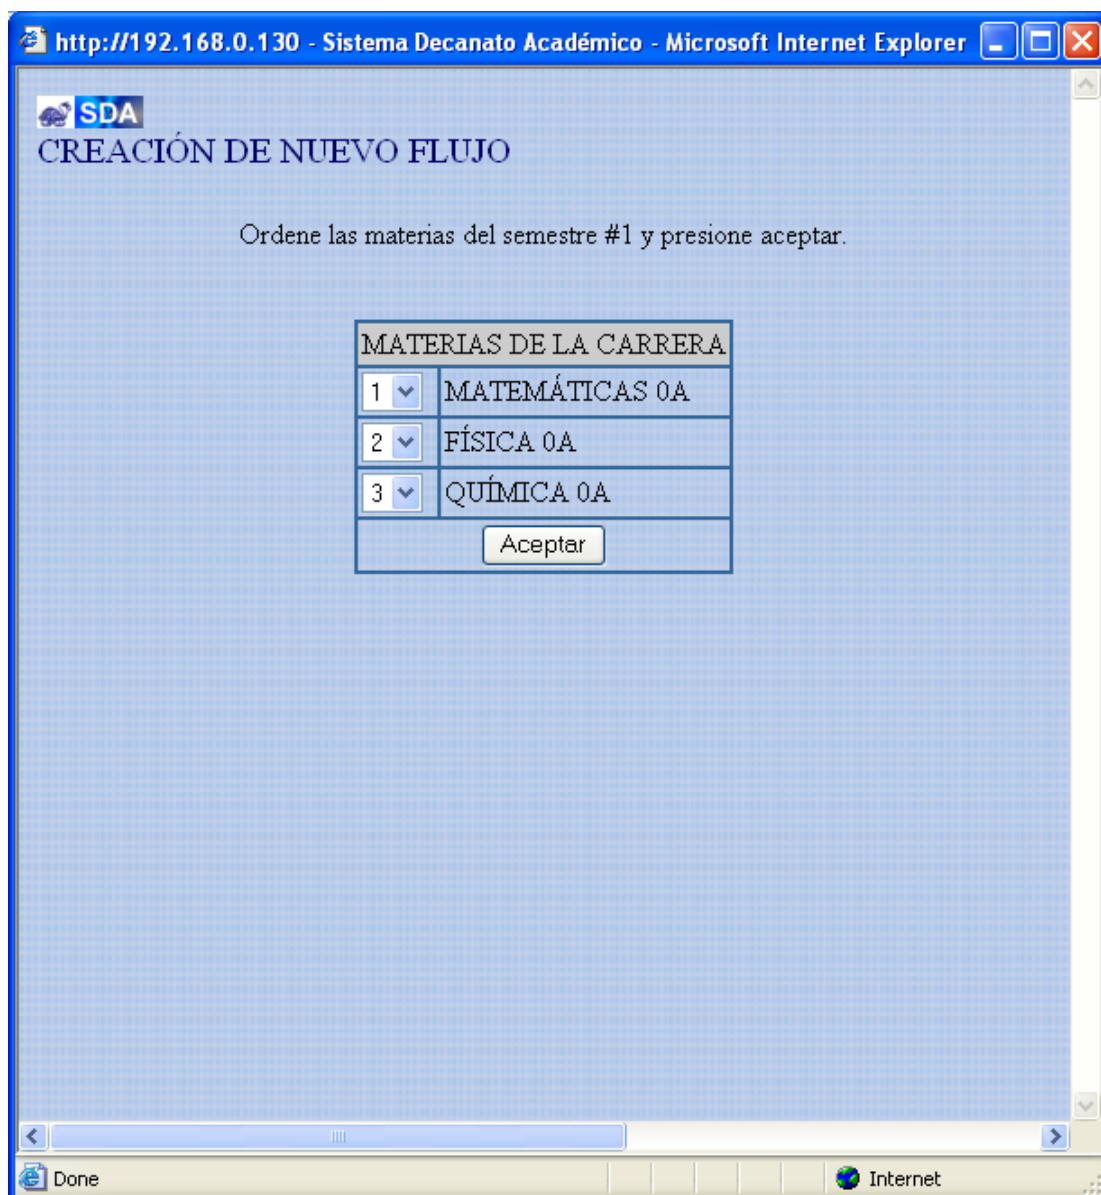 http://192.168.0.130 - Sistema Decanato Académico - Microsoft Internet Explorer
SDA
CREACIÓN DE NUEVO FLUJO
Ordene las materias del semestre #1 y presione aceptar.
MATERIAS DE LA CARRERA
1 MATEMÁTICAS 0A
2 FÍSICA 0A
3 QUÍMICA 0A
Aceptar
Done Internet